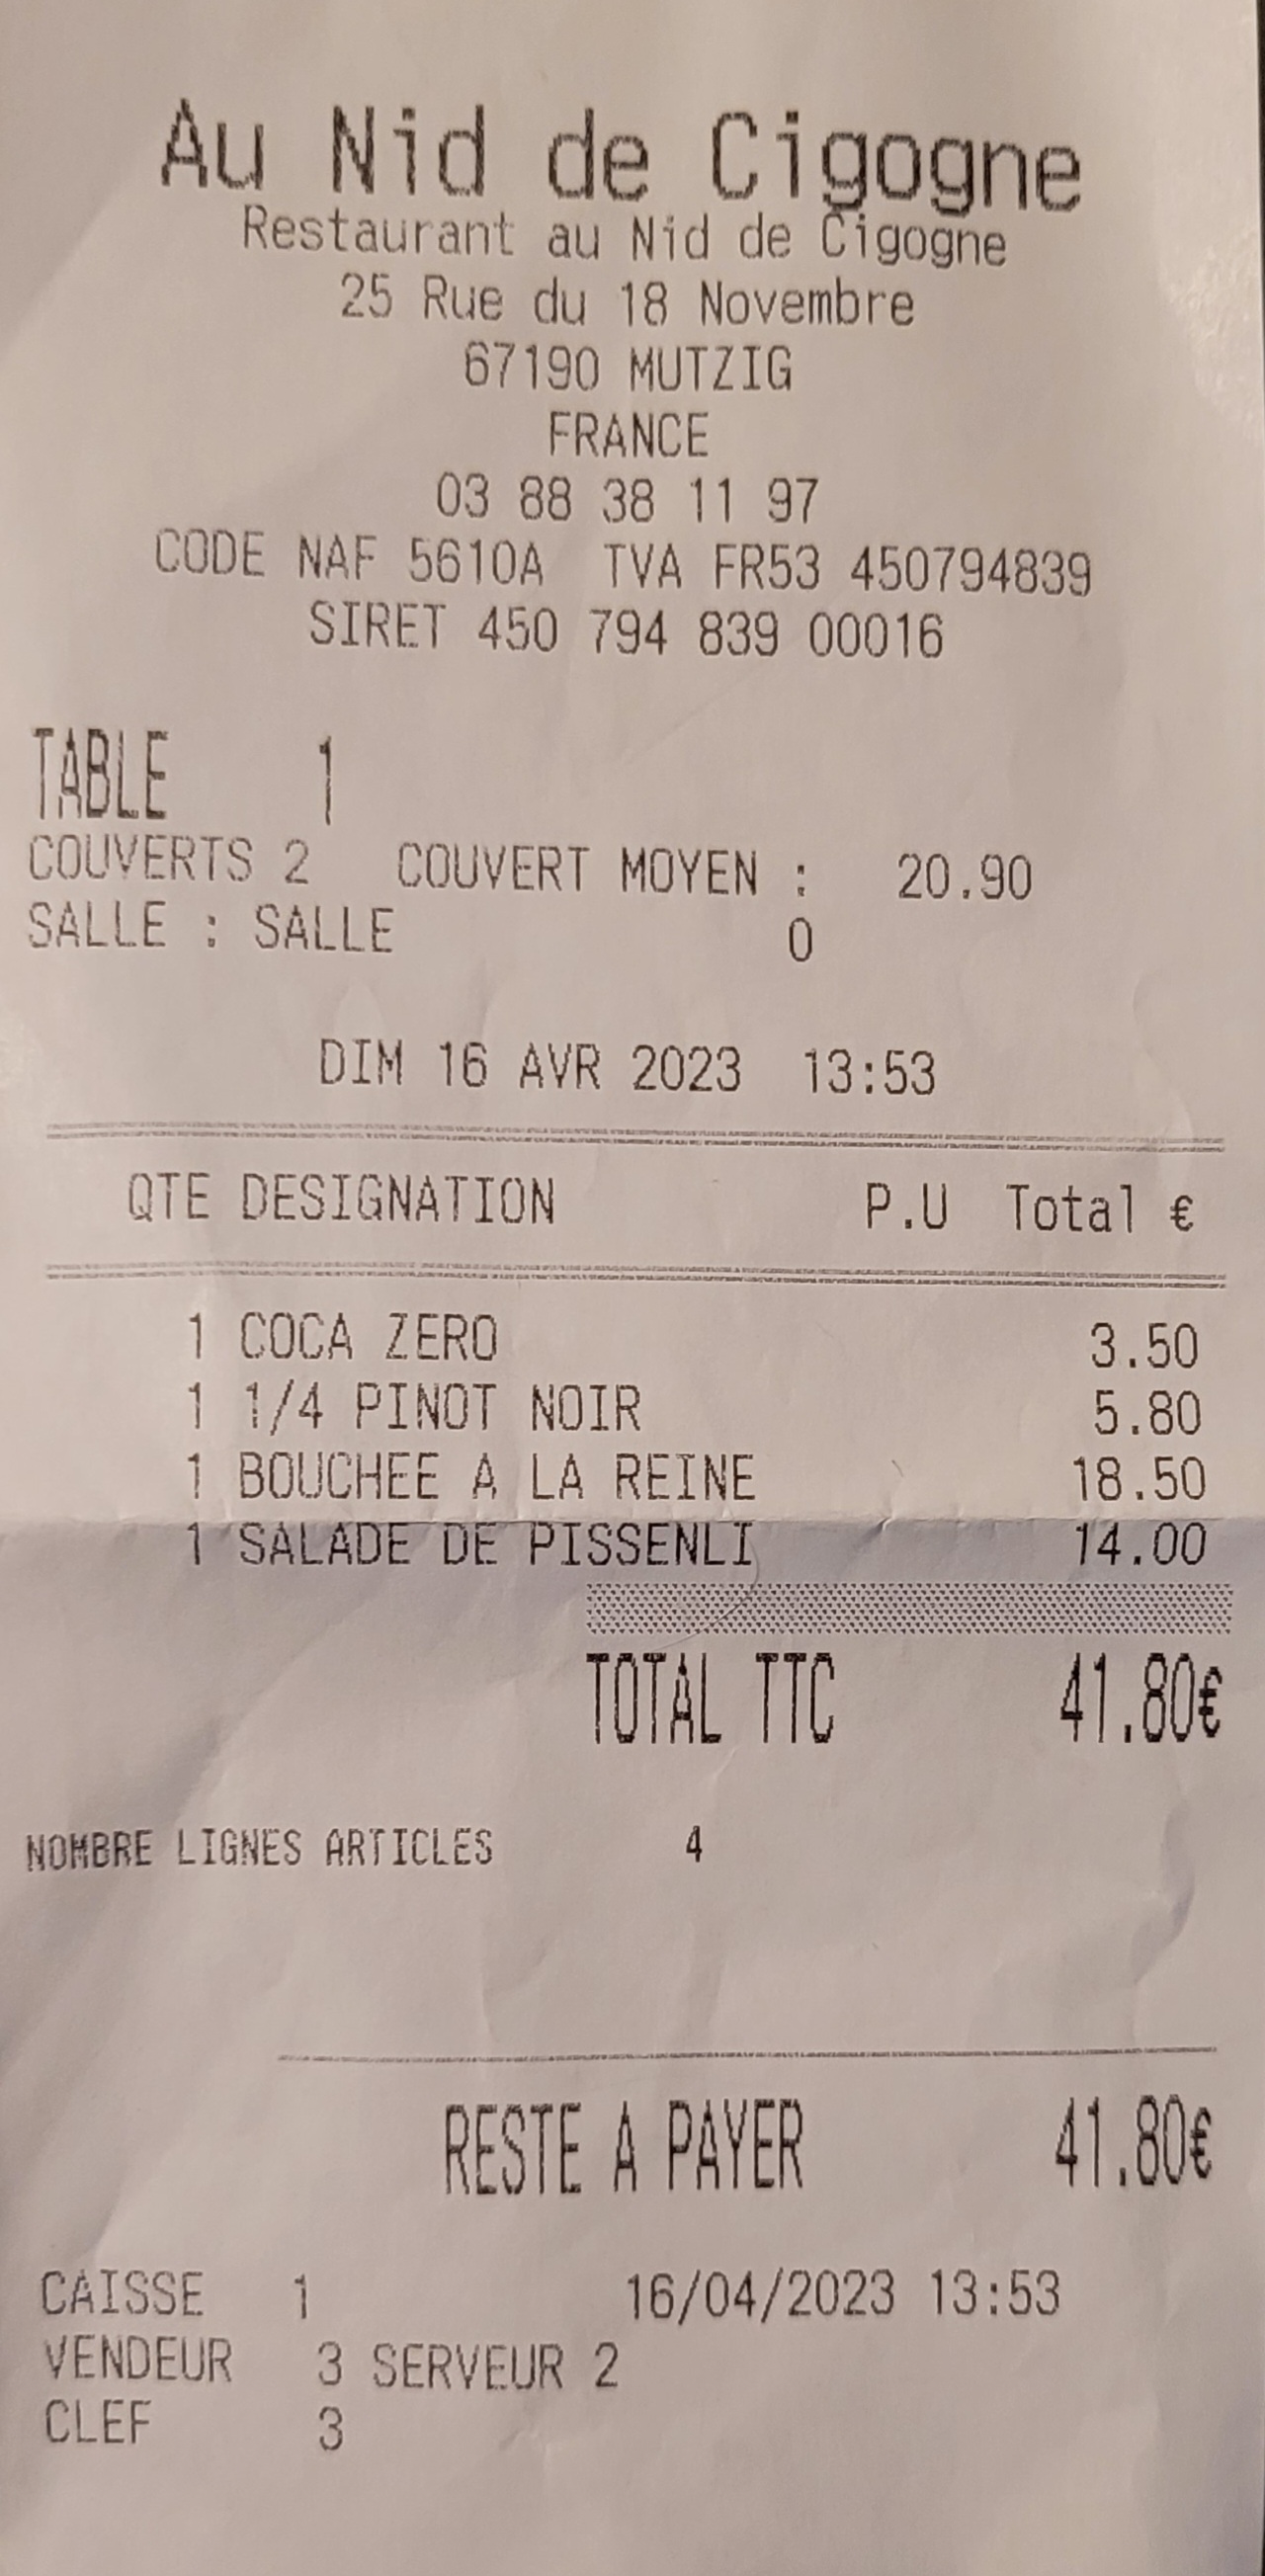 Au Nid de Cigogne
Restaurant au Nid de Cigogne
25 Rue du 18 Novembre
67190 MUTZIG
FRANCE
03 88 38 11 97
CODE NAF 5610A TVA FR53 450794839
SIRET 450 794 839 00016
TABLE 1
COUVERTS 2 COUVERT MOYEN : 20.90
SALLE : SALLE 0
DIM 16 AVR 2023 13:53
QTE DESIGNATION P.U Total €
1 COCA ZERO 3.50
1 1/4 PINOT NOIR 5.80
1 BOUCHEE A LA REINE 18.50
1 SALADE DE PISSENLI 14.00
TOTAL TTC 41.80€
NOMBRE LIGNES ARTICLES 4
RESTE A PAYER 41.80€
CAISSE 1 16/04/2023 13:53
VENDEUR 3 SERVEUR 2
CLEF 3